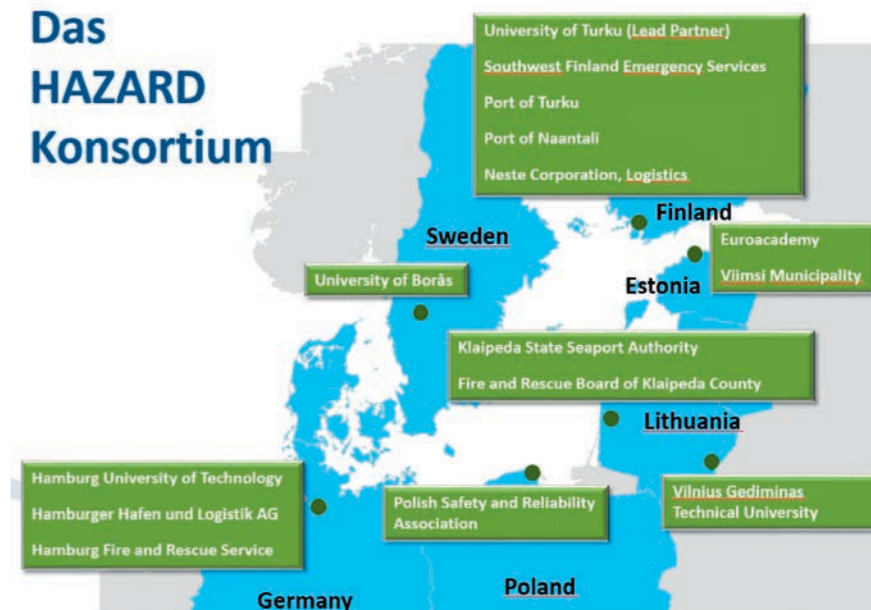 Das
HAZARD
Konsortium
University of Turku (Lead Partner)
Southwest Finland Emergency Services
Port of Turku
Port of Naantali
Neste Corporation, Logistics
Finland
Sweden
Euroacademy
Viimsi Municipality
Estonia
University of Borås
Klaipeda State Seaport Authority
Fire and Rescue Board of Klaipeda County
Lithuania
Hamburg University of Technology
Hamburger Hafen und Logistik AG
Hamburg Fire and Rescue Service
Polish Safety and Reliability
Association
Vilnius Gediminas
Technical University
Germany
Poland